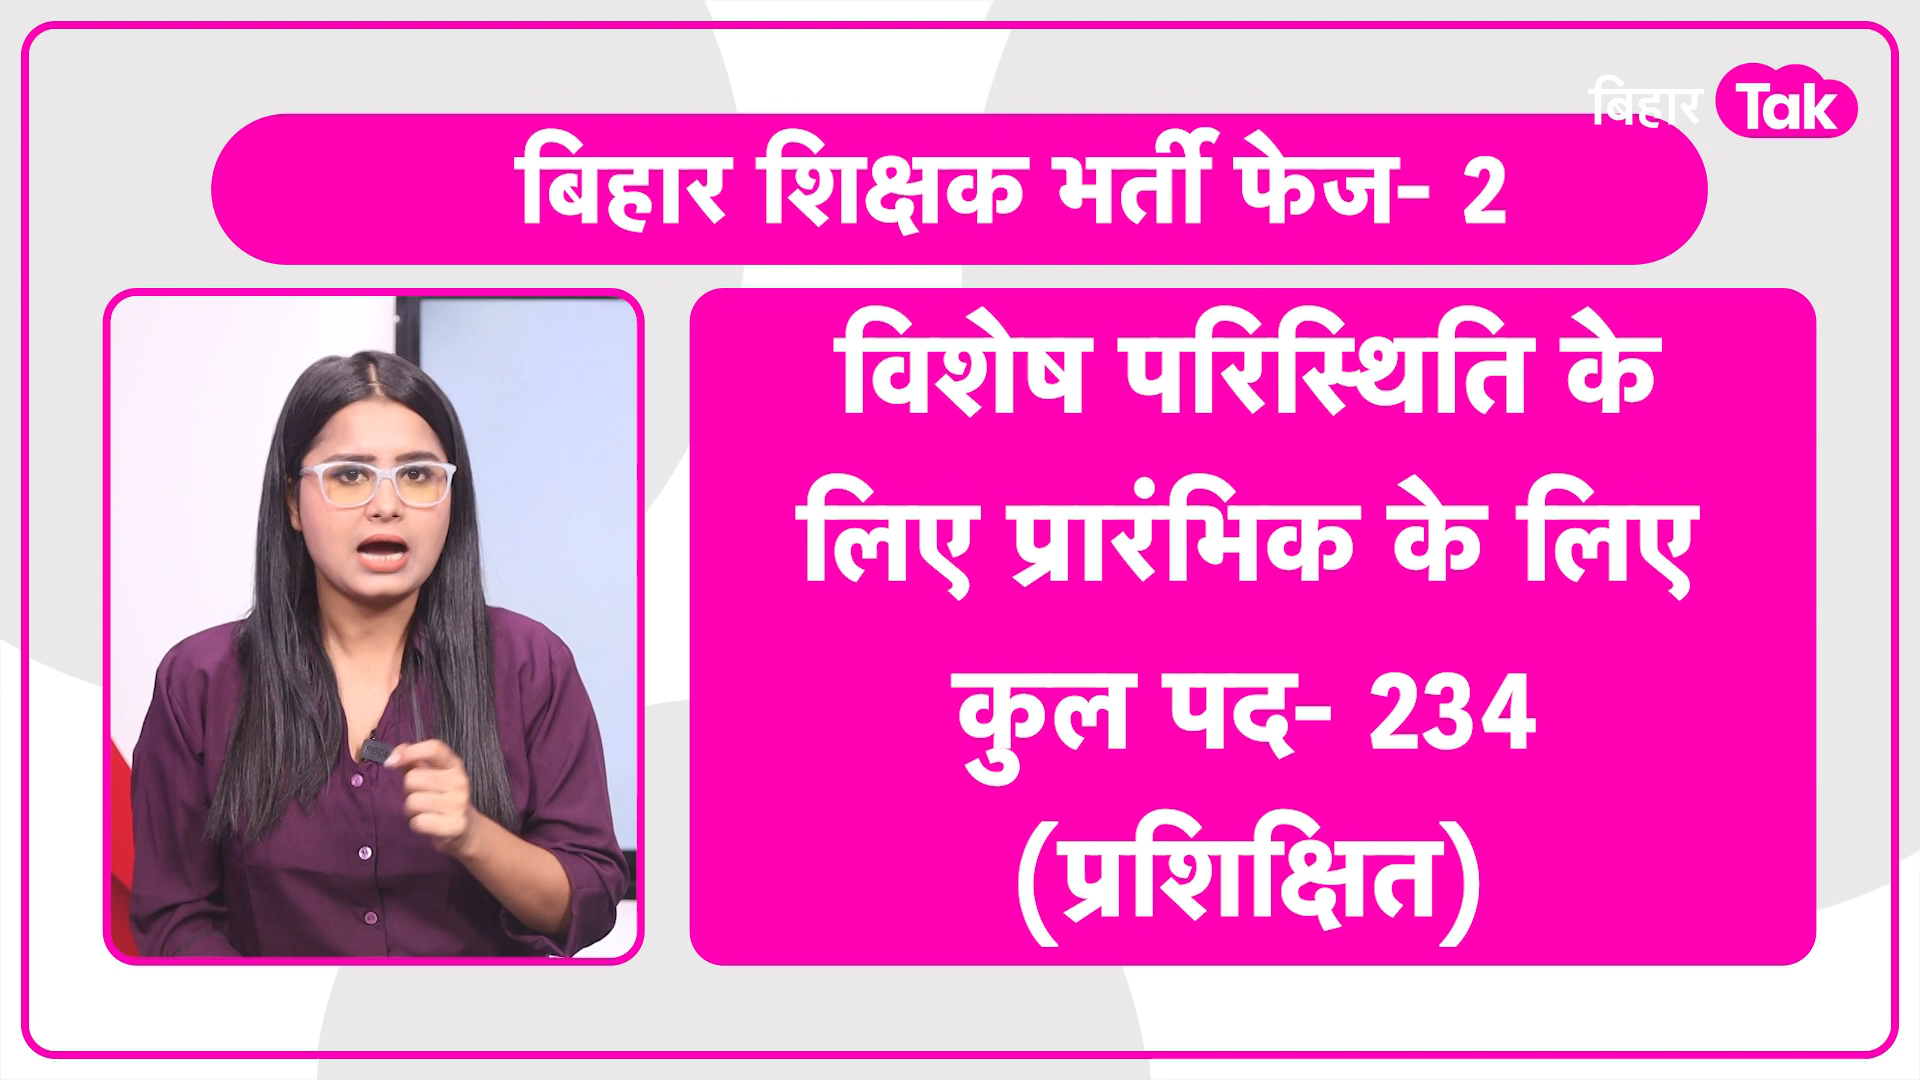 बिहार Tak
बिहार शिक्षक भर्ती फेज- 2
विशेष परिस्थिति के
लिए प्रारंभिक के लिए
कुल पद- 234
(प्रशिक्षित)